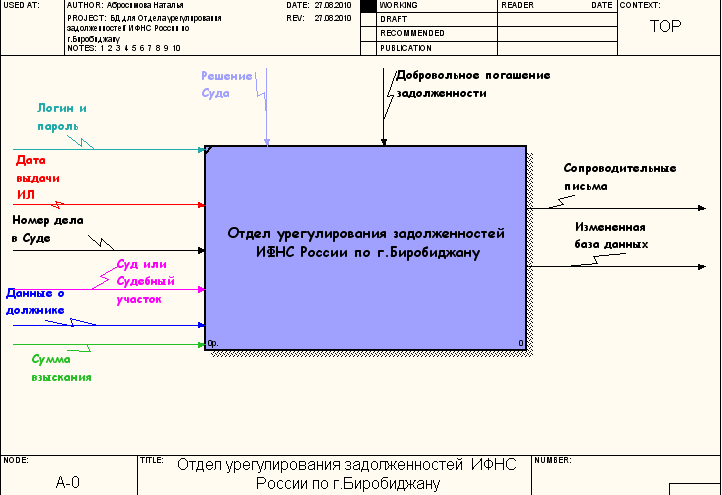 USED AT:
AUTHOR: Абросимова Наталья
DATE: 27.08.2010
WORKING
READER
DATE
CONTEXT:
PROJECT: БД для Отделаурегулирования
REV: 27.08.2010
DRAFT
TOP
задолженностей ИФНС России по
г.Биробиджану
RECOMMENDED
NOTES: 1 2 3 4 5 6 7 8 9 10
PUBLICATION
Решение
Суда
Добровольное погашение
задолженности
Логин и
пароль
Дата
выдачи
ИЛ
Номер дела
в Суде
Суд или
Судебный
участок
Данные о
должнике
Сумма
взыскания
Отдел урегулирования задолженностей
ИФНС России по г.Биробиджану
0р.
0
Сопроводительные
письма
Измененная
база данных
NODE:
A-0
TITLE:
Отдел урегулирования задолженностей ИФНС
России по г.Биробиджану
NUMBER: